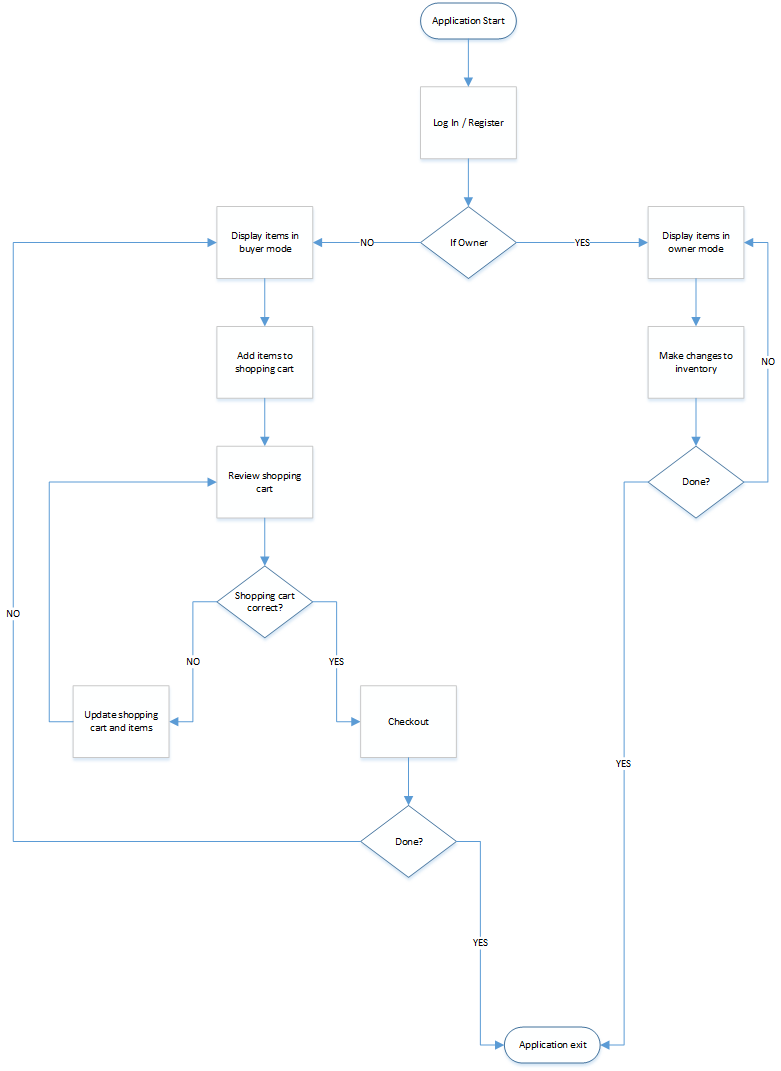 Application Start
Log In / Register
Display items in
buyer mode
NO
If Owner
YES
Display items in
owner mode
Add items to
shopping cart
Make changes to
inventory
NO
Review shopping
cart
Done?
Shopping cart
correct?
NO
NO
YES
Update shopping
cart and items
Checkout
YES
Done?
YES
Application exit